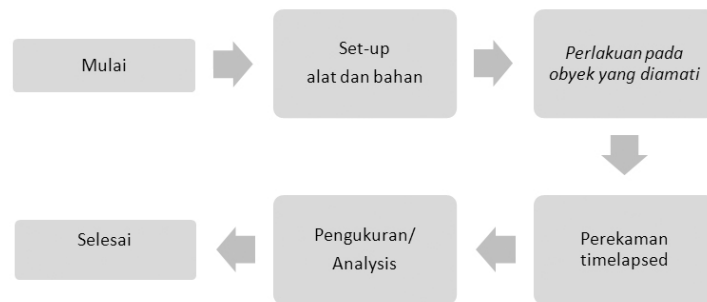 Mulai
Set-up
alat dan bahan
Perlakuan pada
obyek yang diamati
Perekaman
timelapsed
Pengukuran/
Analysis
Selesai